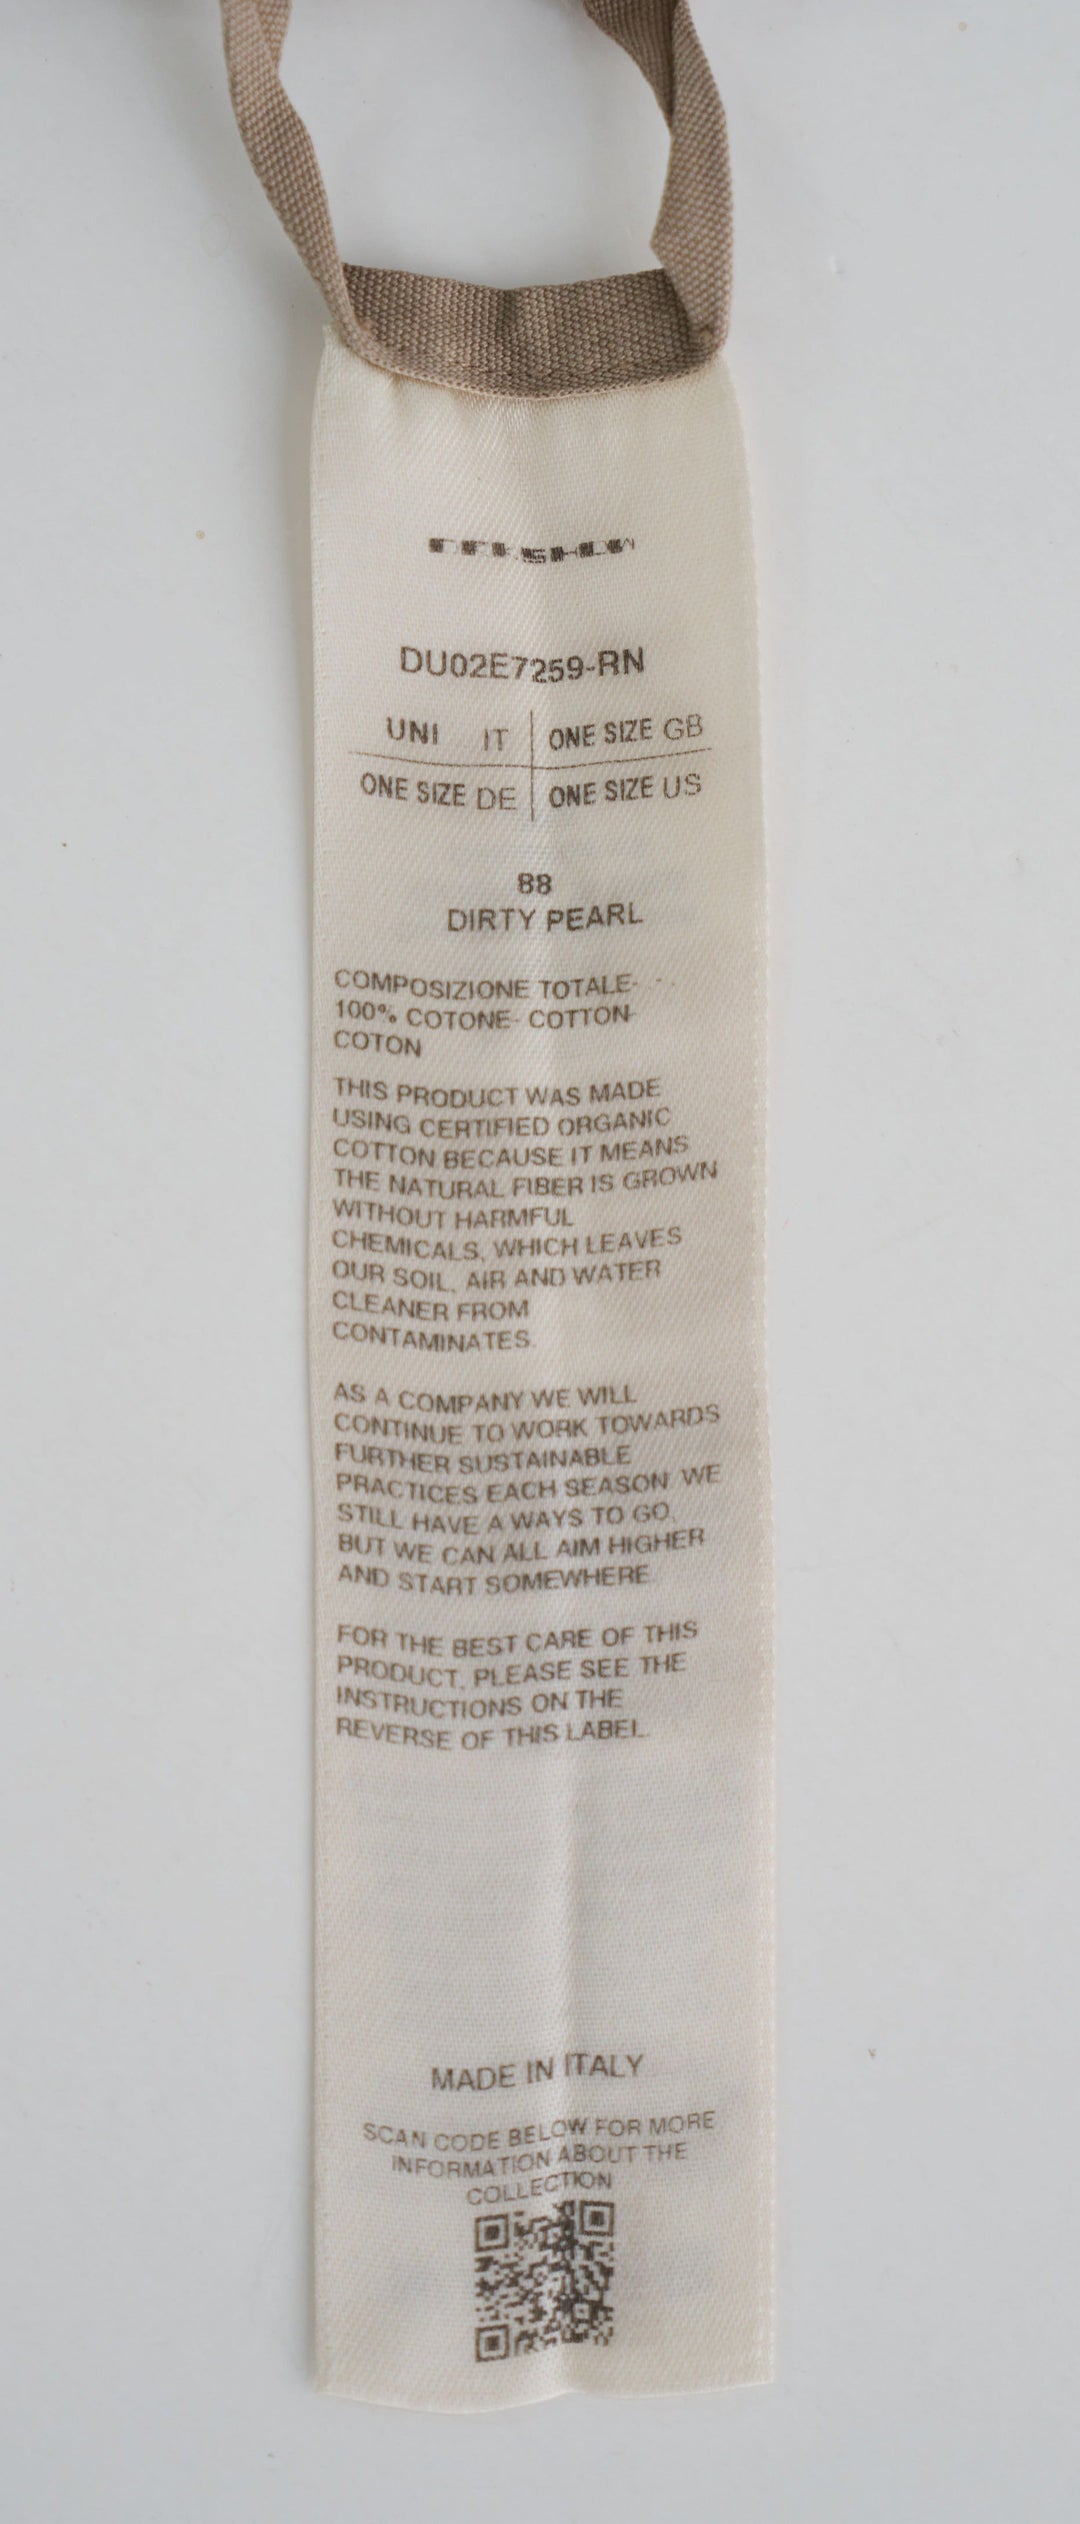 DRKSHDW
DU02E7259-RN
UNI IT ONE SIZE GB
ONE SIZE DE ONE SIZE US
88
DIRTY PEARL
COMPOSIZIONE TOTALE-
100% COTONE- COTTON-
COTON
THIS PRODUCT WAS MADE
USING CERTIFIED ORGANIC
COTTON BECAUSE IT MEANS
THE NATURAL FIBER IS GROWN
WITHOUT HARMFUL
CHEMICALS, WHICH LEAVES
OUR SOIL, AIR AND WATER
CLEANER FROM
CONTAMINATES.
AS A COMPANY WE WILL
CONTINUE TO WORK TOWARDS
FURTHER SUSTAINABLE
PRACTICES EACH SEASON. WE
STILL HAVE A WAYS TO GO,
BUT WE CAN ALL AIM HIGHER
AND START SOMEWHERE.
FOR THE BEST CARE OF THIS
PRODUCT, PLEASE SEE THE
INSTRUCTIONS ON THE
REVERSE OF THIS LABEL.
MADE IN ITALY
SCAN CODE BELOW FOR MORE
INFORMATION ABOUT THE
COLLECTION